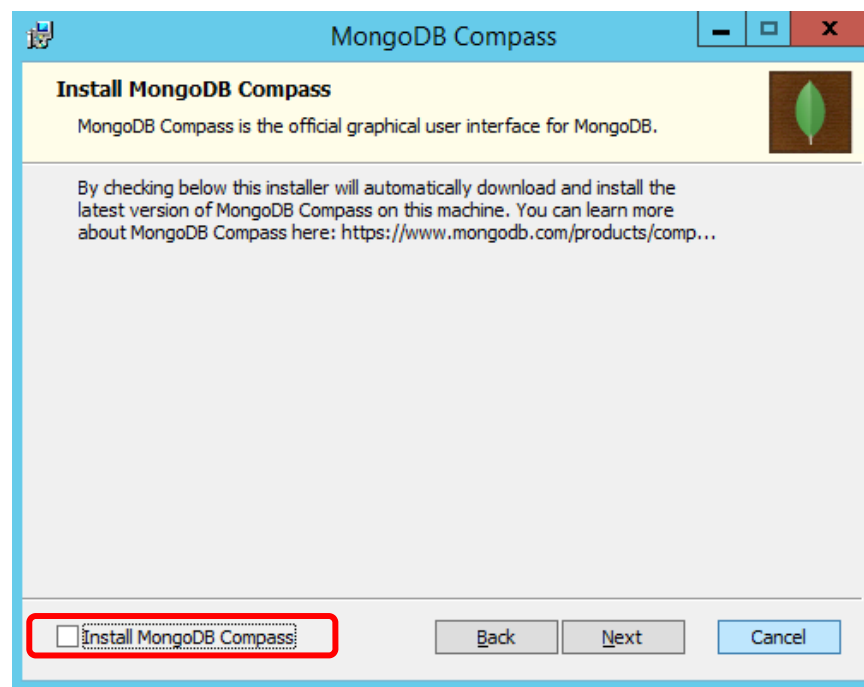 MongoDB Compass
Install MongoDB Compass
MongoDB Compass is the official graphical user interface for MongoDB.
By checking below this installer will automatically download and install the
latest version of MongoDB Compass on this machine. You can learn more
about MongoDB Compass here: https://www.mongodb.com/products/comp...
Install MongoDB Compass
Back
Next
Cancel